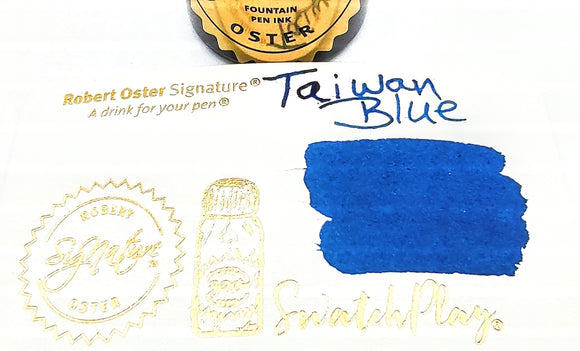 FOUNTAIN
PEN INK
OSTER
Robert Oster Signature®
A drink for your pen®
Taiwan
Blue
ROBERT
Signature®
OSTER
SwatchPlay®